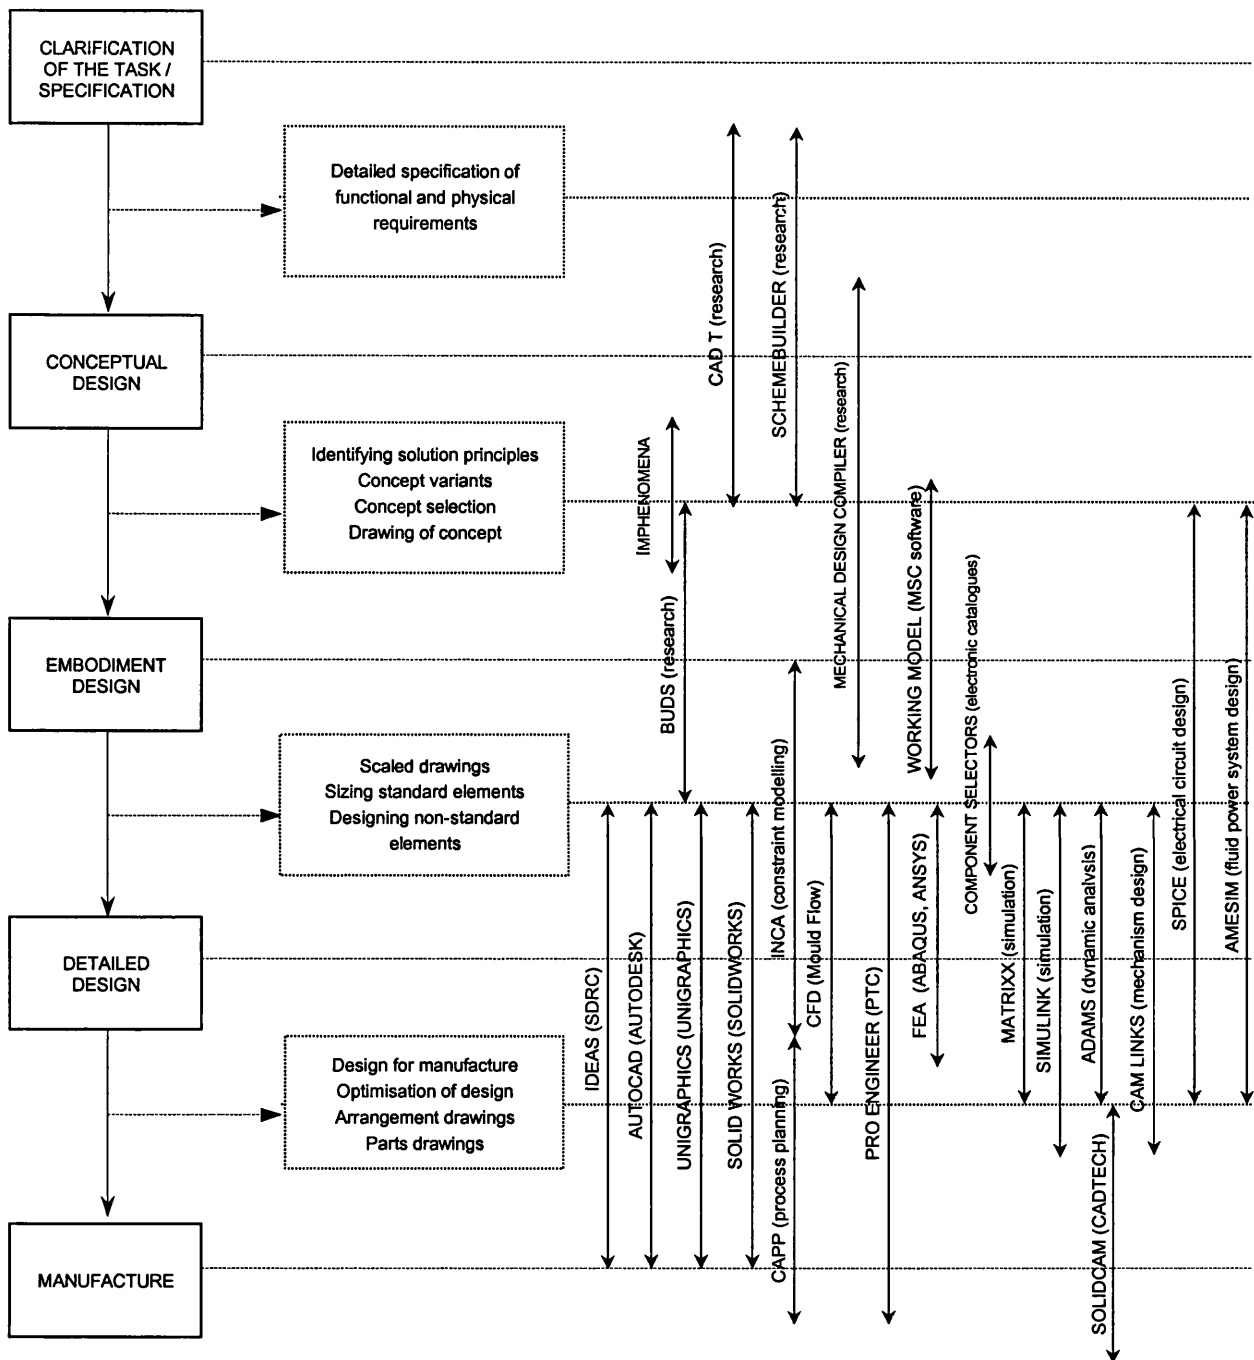 CLARIFICATION
OF THE TASK /
SPECIFICATION
Detailed specification of
functional and physical
requirements
CONCEPTUAL
DESIGN
Identifying solution principles
Concept variants
Concept selection
Drawing of concept
EMBODIMENT
DESIGN
Scaled drawings
Sizing standard elements
Designing non-standard
elements
DETAILED
DESIGN
Design for manufacture
Optimisation of design
Arrangement drawings
Parts drawings
MANUFACTURE
IDEAS (SDRC)
AUTOCAD (AUTODESK)
IMPHENOMENA
BUDS (research)
UNIGRAPHICS (UNIGRAPHICS)
CAD T (research)
SOLID WORKS (SOLIDWORKS)
SCHEMEBUILDER (research)
INCA (constraint modelling)
CAPP (process planning)
CFD (Mould Flow)
MECHANICAL DESIGN COMPILER (research)
PRO ENGINEER (PTC)
WORKING MODEL (MSC software)
FEA (ABAQUS, ANSYS)
COMPONENT SELECTORS (electronic catalogues)
MATRIXX (simulation)
SIMULINK (simulation)
ADAMS (dynamic analysis)
SOLIDCAM (CADTECH)
CAM LINKS (mechanism design)
SPICE (electrical circuit design)
AMESIM (fluid power system design)